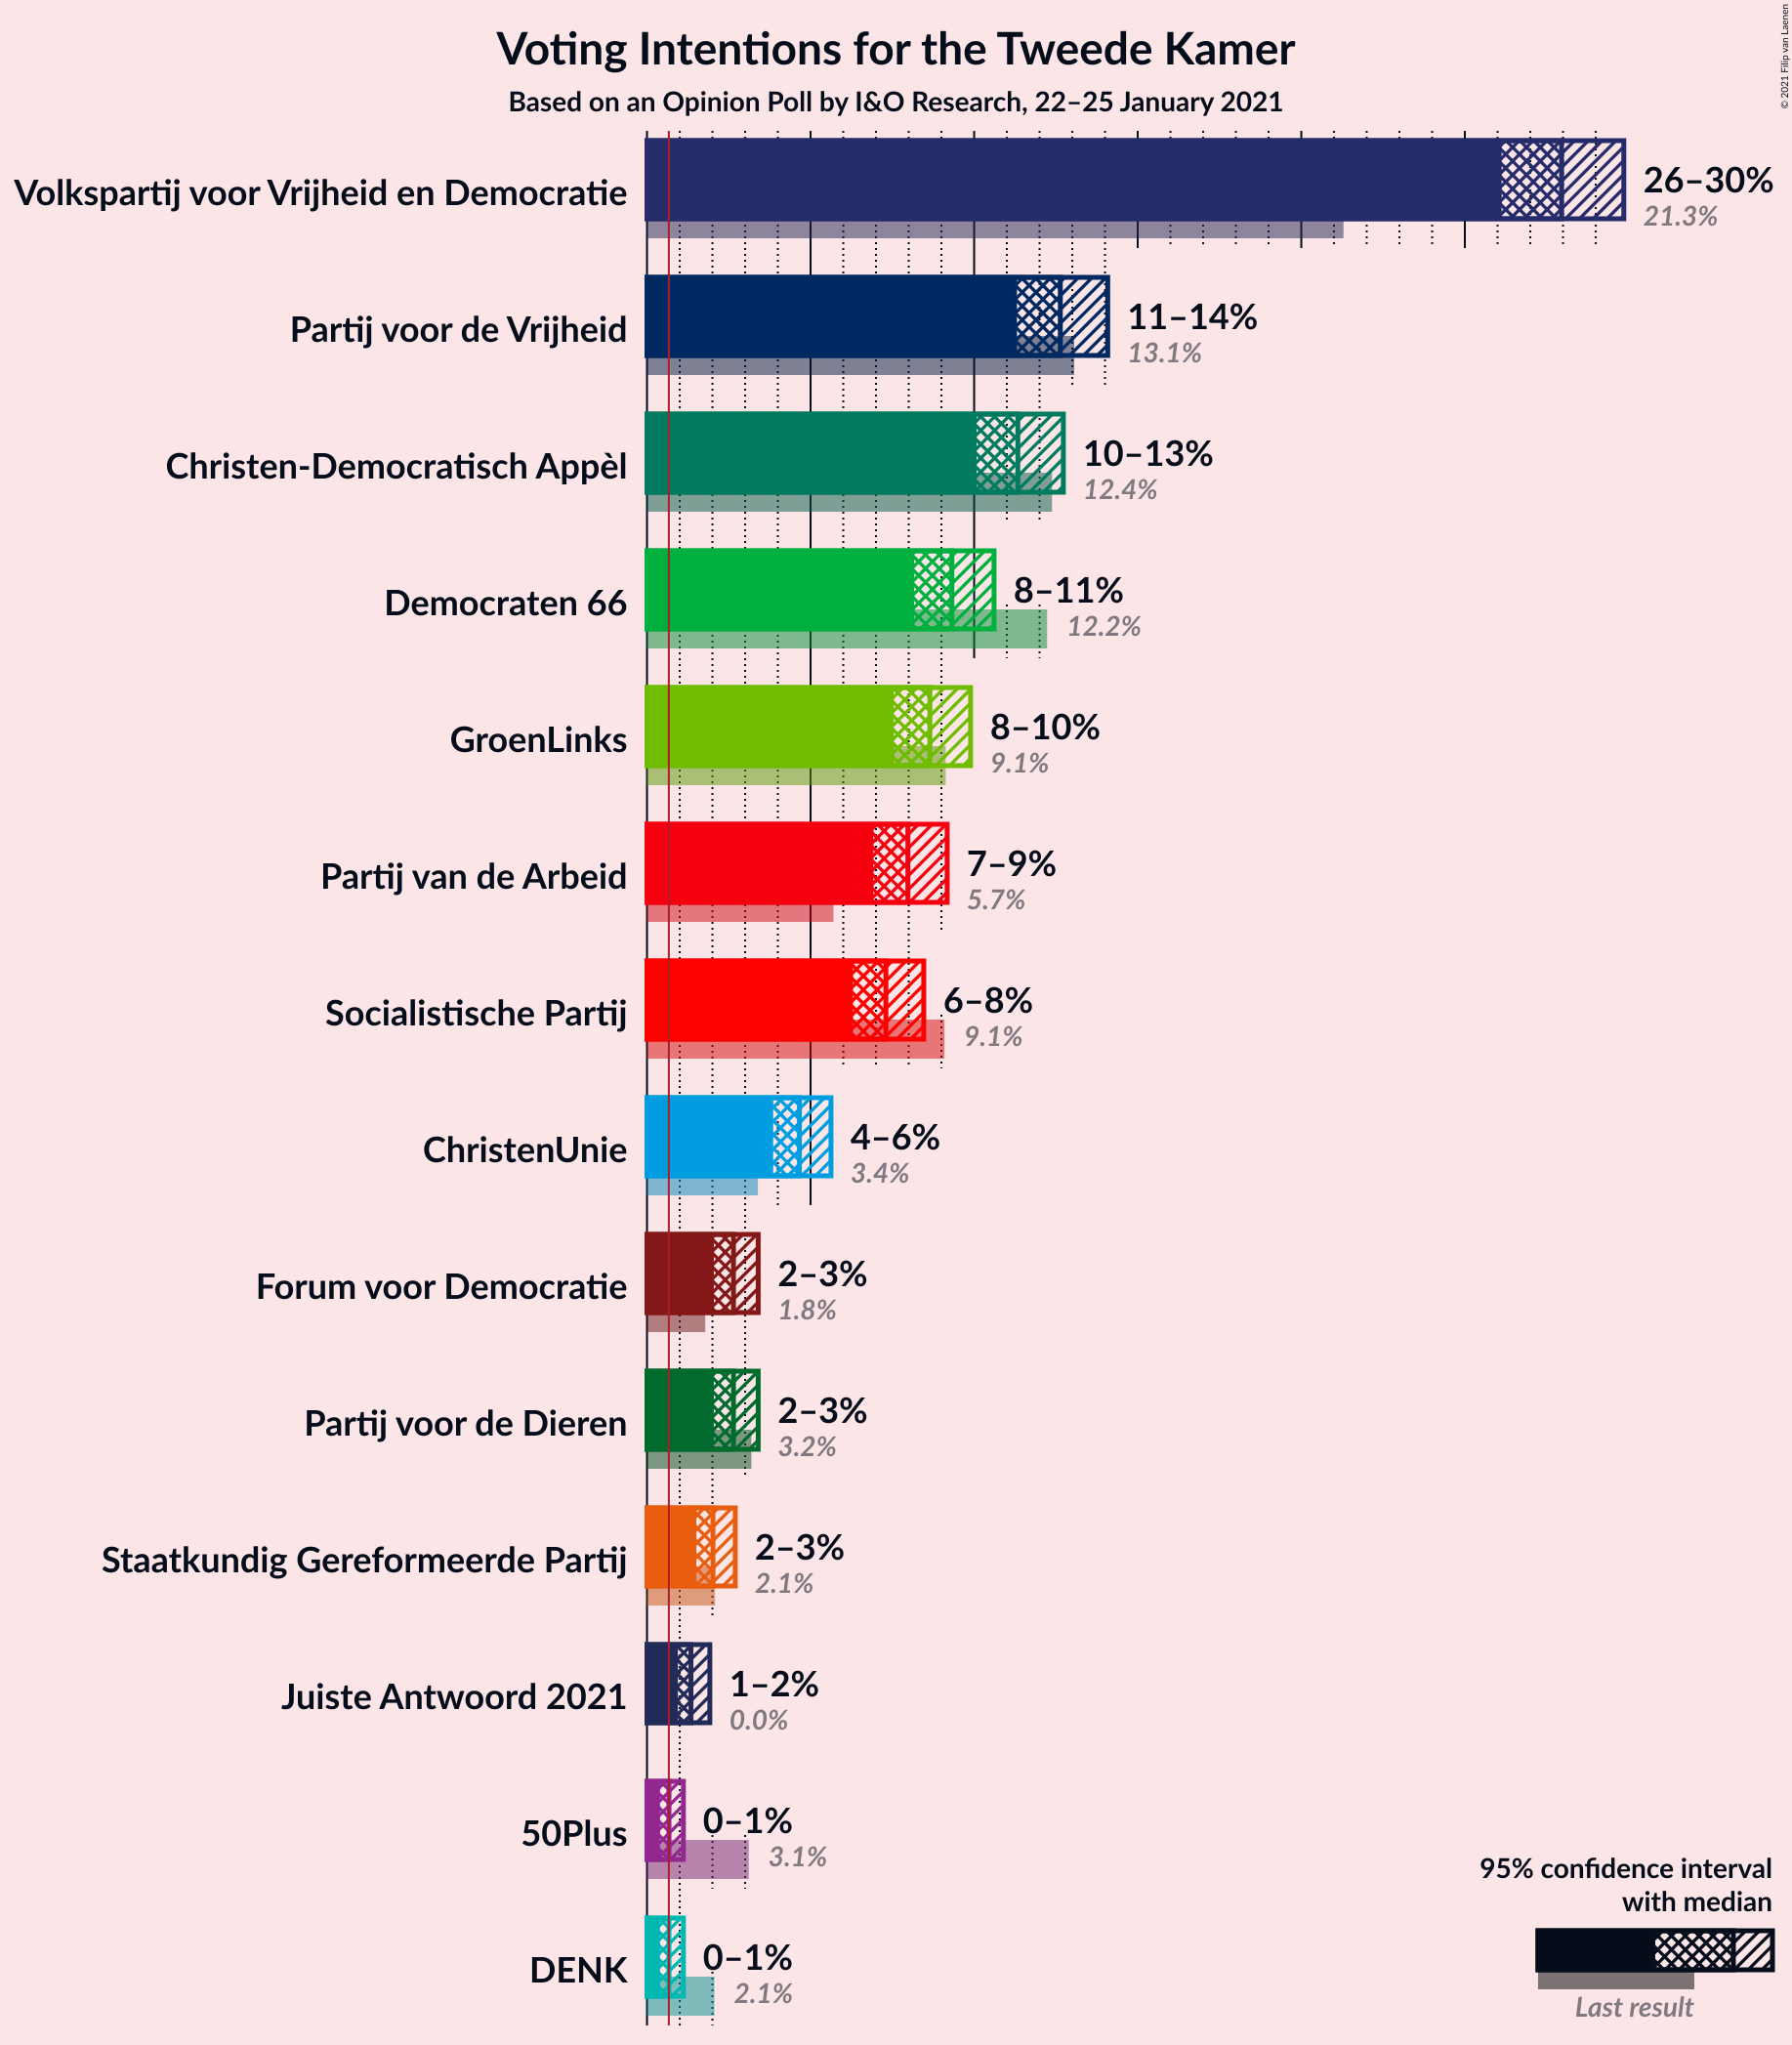 Voting Intentions for the Tweede Kamer
Based on an Opinion Poll by I&O Research, 22–25 January 2021
© 2021 Filip van Laenen
Volkspartij voor Vrijheid en Democratie
26–30%
21.3%
Partij voor de Vrijheid
11–14%
13.1%
Christen-Democratisch Appèl
10–13%
12.4%
Democraten 66
8–11%
12.2%
GroenLinks
8–10%
9.1%
Partij van de Arbeid
7–9%
5.7%
Socialistische Partij
6–8%
9.1%
ChristenUnie
4–6%
3.4%
Forum voor Democratie
2–3%
1.8%
Partij voor de Dieren
2–3%
3.2%
Staatkundig Gereformeerde Partij
2–3%
2.1%
Juiste Antwoord 2021
1–2%
0.0%
50Plus
0–1%
3.1%
DENK
0–1%
2.1%
95% confidence interval
with median
Last result